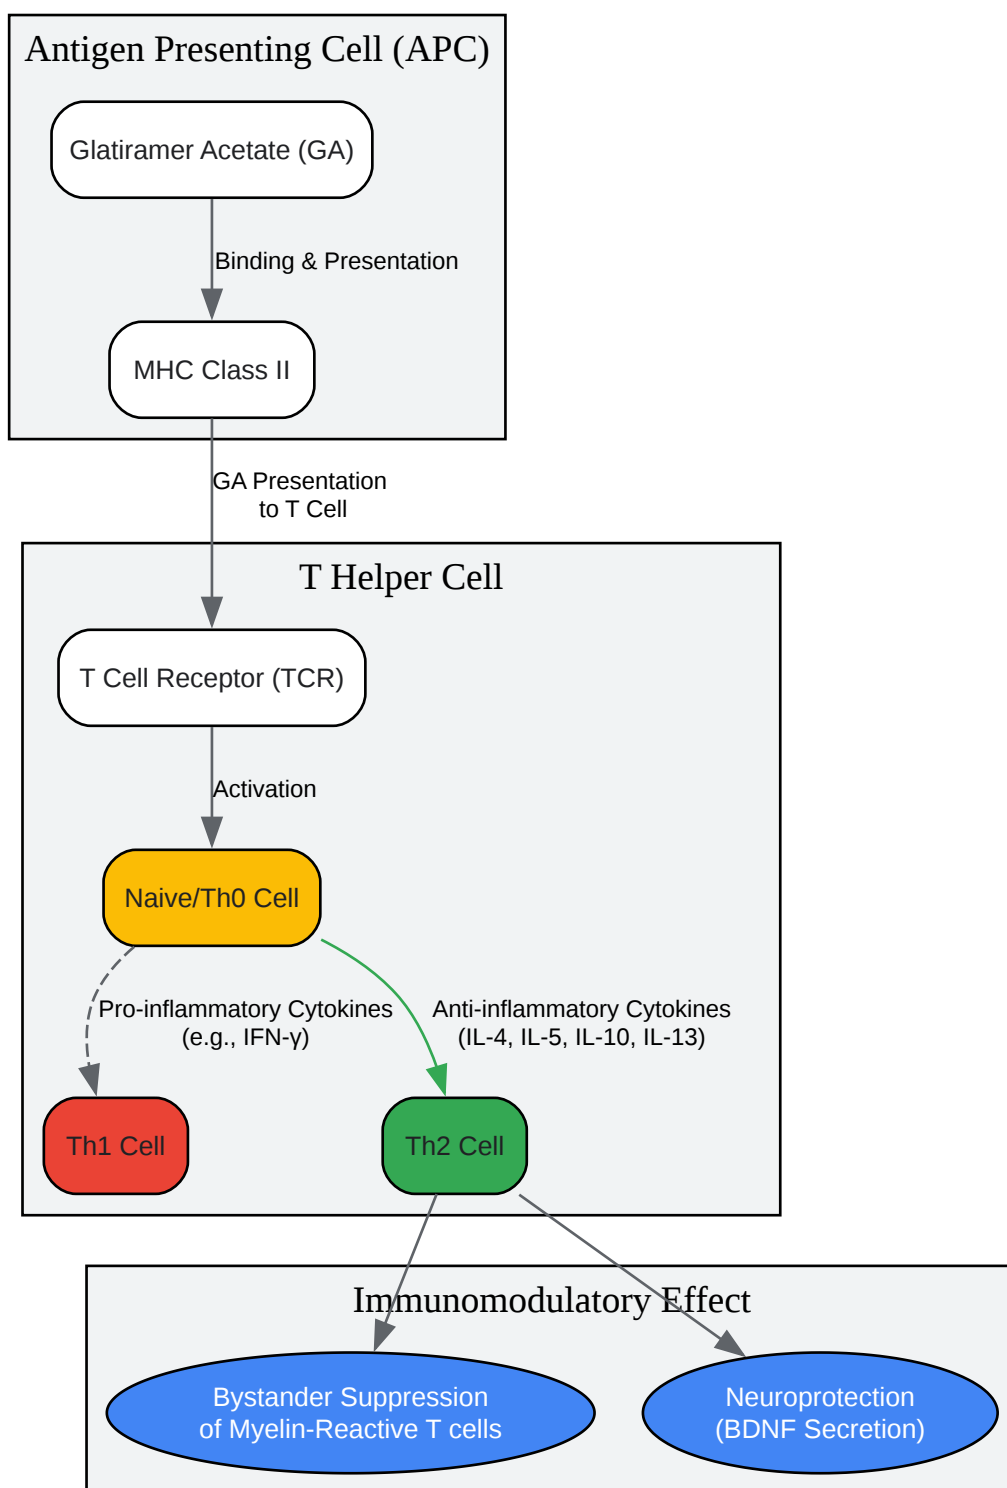 Antigen Presenting Cell (APC)
Glatiramer Acetate (GA)
Binding & Presentation
MHC Class II
GA Presentation
to T Cell
T Helper Cell
T Cell Receptor (TCR)
Activation
Naive/Th0 Cell
Pro-inflammatory Cytokines
(e.g., IFN-γ)
Anti-inflammatory Cytokines
(IL-4, IL-5, IL-10, IL-13)
Th1 Cell
Th2 Cell
Immunomodulatory Effect
Bystander Suppression
of Myelin-Reactive T cells
Neuroprotection
(BDNF Secretion)